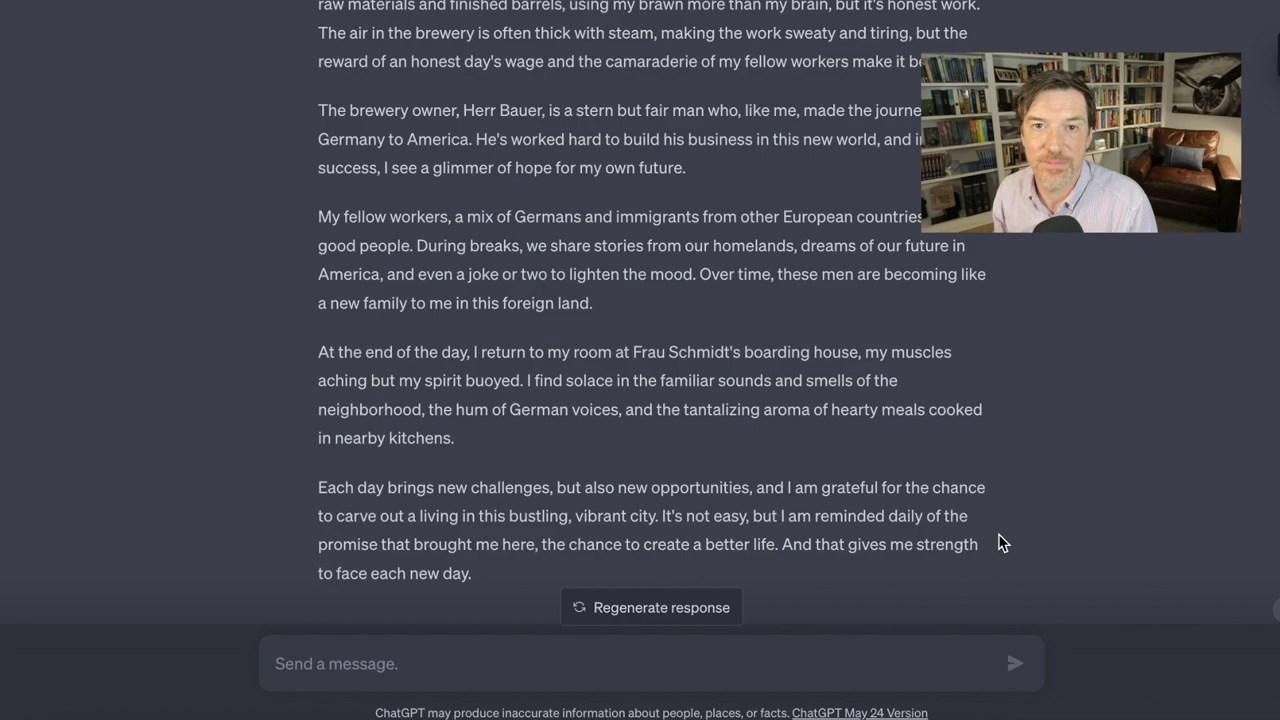 raw materials and finished barrels, using my brawn more than my brain, but it's honest work.
The air in the brewery is often thick with steam, making the work sweaty and tiring, but the
reward of an honest day's wage and the camaraderie of my fellow workers make it
The brewery owner, Herr Bauer, is a stern but fair man who, like me, made the
Germany to America. He's worked hard to build his business in this new world, and
success, I see a glimmer of hope for my own future.
My fellow workers, a mix of Germans and immigrants from other European countries
good people. During breaks, we share stories from our homelands, dreams of our future in
America, and even a joke or two to lighten the mood. Over time, these men are becoming like
a new family to me in this foreign land.
At the end of the day, I return to my room at Frau Schmidt's boarding house, my muscles
aching but my spirit buoyed. I find solace in the familiar sounds and smells of the
neighborhood, the hum of German voices, and the tantalizing aroma of hearty meals cooked
in nearby kitchens.
Each day brings new challenges, but also new opportunities, and I am grateful for the chance
to carve out a living in this bustling, vibrant city. It's not easy, but I am reminded daily of the
promise that brought me here, the chance to create a better life. And that gives me strength
to face each new day.
Regenerate response
Send a message.
ChatGPT may produce inaccurate information about people, places, or facts. ChatGPT May 24 Version